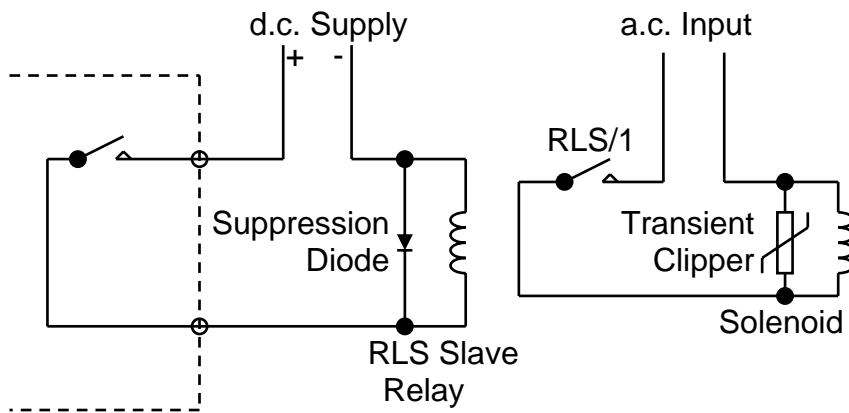 d.c. Supply
+ -
Suppression
Diode
RLS Slave
Relay
a.c. Input
RLS/1
Transient
Clipper
Solenoid